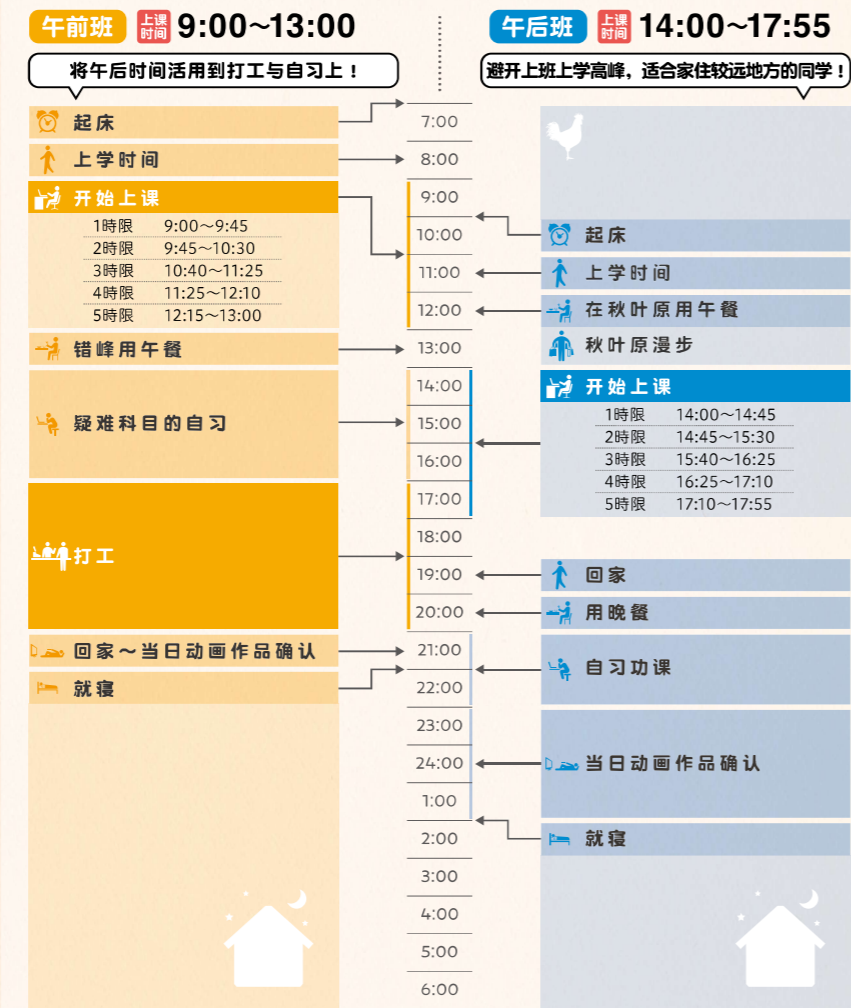 午前班 上课时间 9:00~13:00
将午后时间活用到打工与自习上！
起床
上学时间
开始上课
1時限 9:00～9:45
2時限 9:45～10:30
3時限 10:40～11:25
4時限 11:25～12:10
5時限 12:15～13:00
错峰用午餐
疑难科目的自习
打工
回家～当日动画作品确认
就寝
7:00
8:00
9:00
10:00
11:00
12:00
13:00
14:00
15:00
16:00
17:00
18:00
19:00
20:00
21:00
22:00
23:00
24:00
1:00
2:00
3:00
4:00
5:00
6:00
午后班 上课时间 14:00~17:55
避开上班上学高峰，适合家住较远地方的同学！
起床
上学时间
在秋叶原用午餐
秋叶原漫步
开始上课
1時限 14:00～14:45
2時限 14:45～15:30
3時限 15:40～16:25
4時限 16:25～17:10
5時限 17:10～17:55
回家
用晚餐
自习功课
当日动画作品确认
就寝